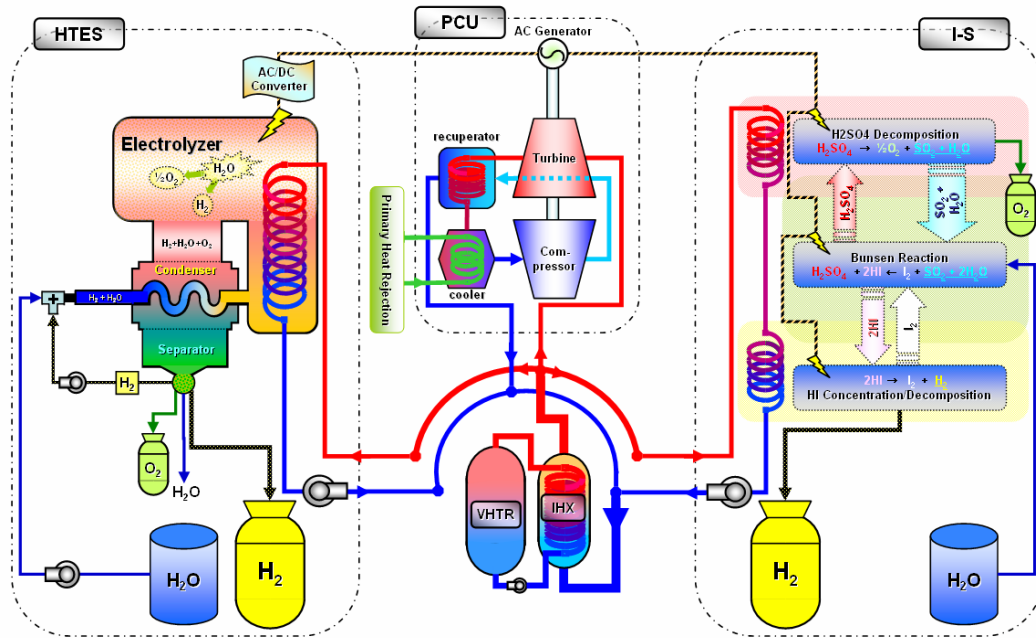 HTES
PCU
I-S
AC Generator
AC/DC
Converter
Electrolyzer
½O₂
H₂O
H₂
H₂+H₂O+O₂
Condenser
H₂ + H₂O
+
Separator
H₂
O₂
H₂O
H₂O
H₂
recuperator
Turbine
Primary Heat Rejection
cooler
Com-
pressor
VHTR
IHX
H2SO4 Decomposition
H₂SO₄ → ½O₂ + SO₂ + H₂O
O₂
H₂SO₄
SO₂ +
H₂O
Bunsen Reaction
H₂SO₄ + 2HI ← I₂ + SO₂ + 2H₂O
2HI
I₂
2HI → I₂ + H₂
HI Concentration/Decomposition
H₂
H₂O